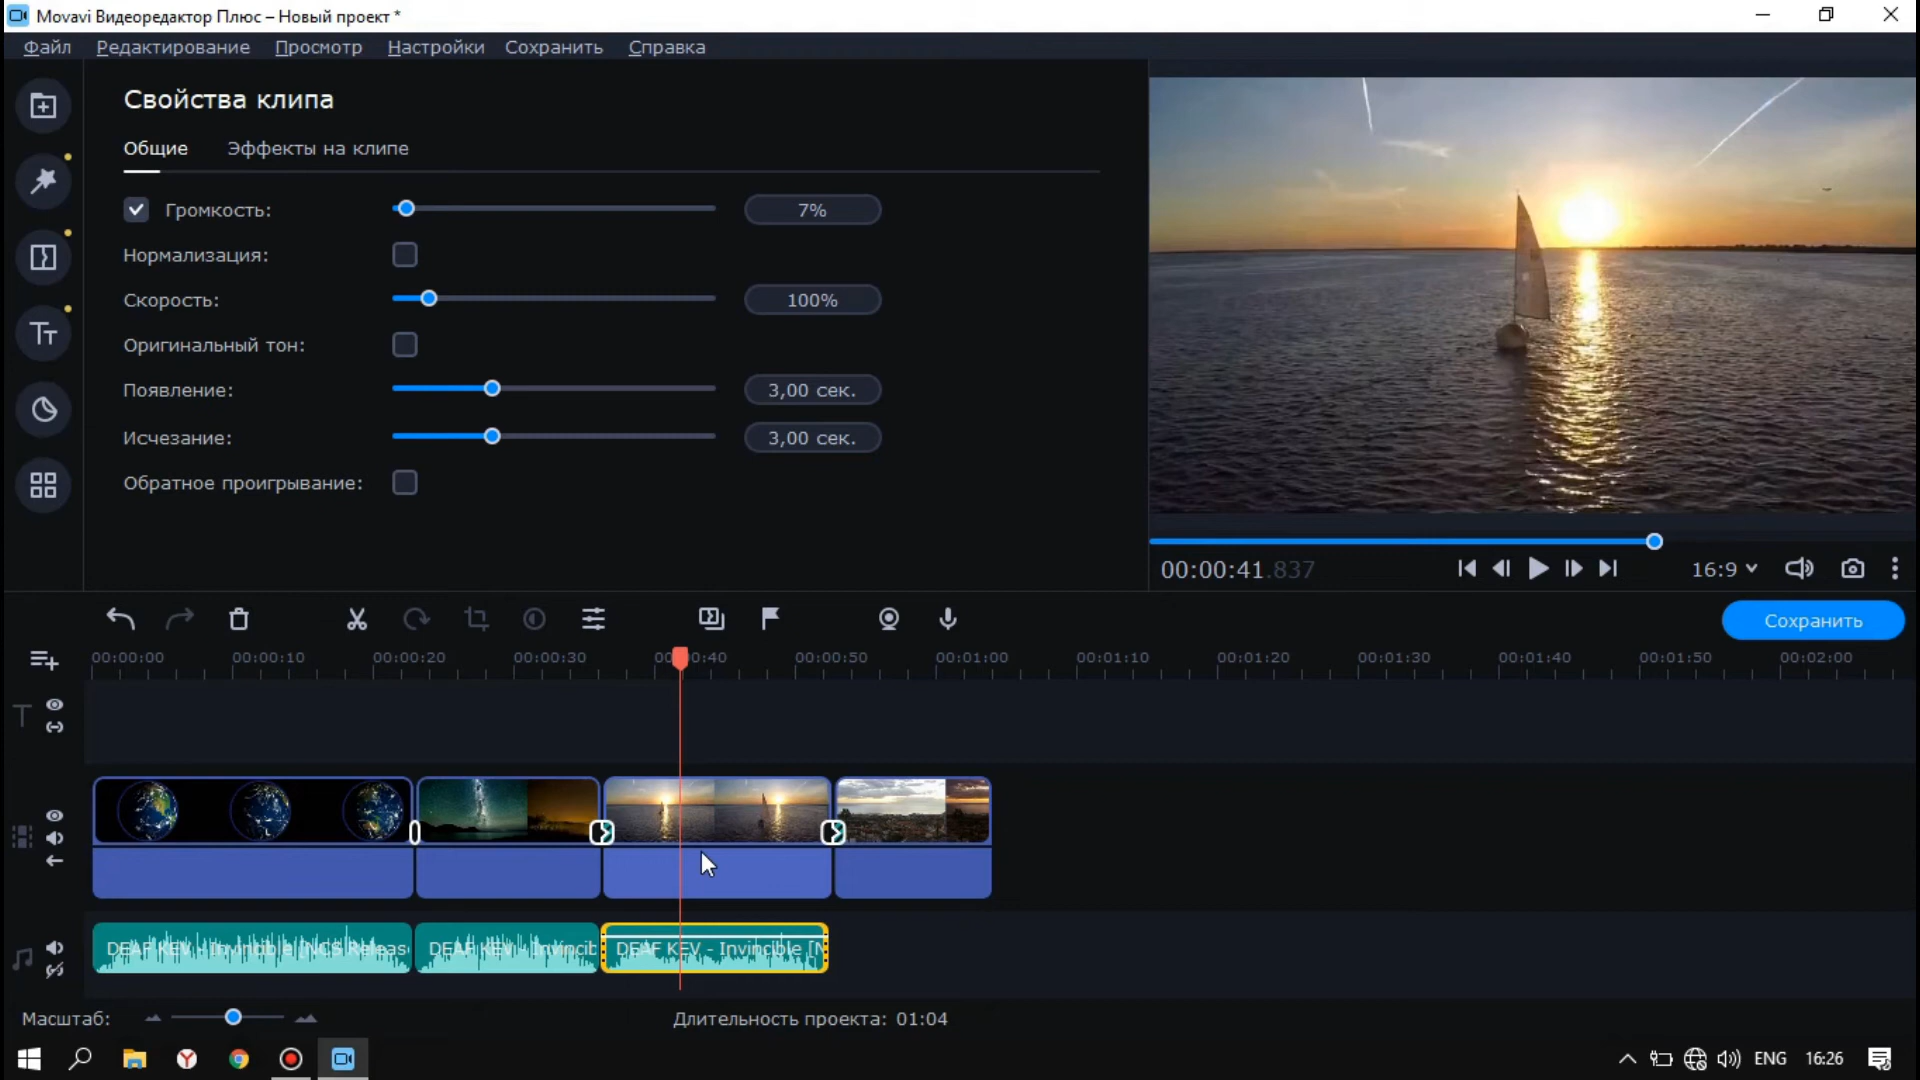 Movavi Видеоредактор Плюс – Новый проект *
Файл Редактирование Просмотр Настройки Сохранить Справка
Свойства клипа
Общие Эффекты на клипе
Громкость: 7%
Нормализация:
Скорость: 100%
Оригинальный тон:
Появление: 3,00 сек.
Исчезание: 3,00 сек.
Обратное проигрывание:
00:00:41.837 16:9
Сохранить
00:00:00 00:00:10 00:00:20 00:00:30 00:00:40 00:00:50 00:01:00 00:01:10 00:01:20 00:01:30 00:01:40 00:01:50 00:02:00
DEAF KEV - Invincible [NCS Releas DEAF KEV - Invincib DEAF KEV - Invincible [N
Масштаб: Длительность проекта: 01:04
ENG 16:26